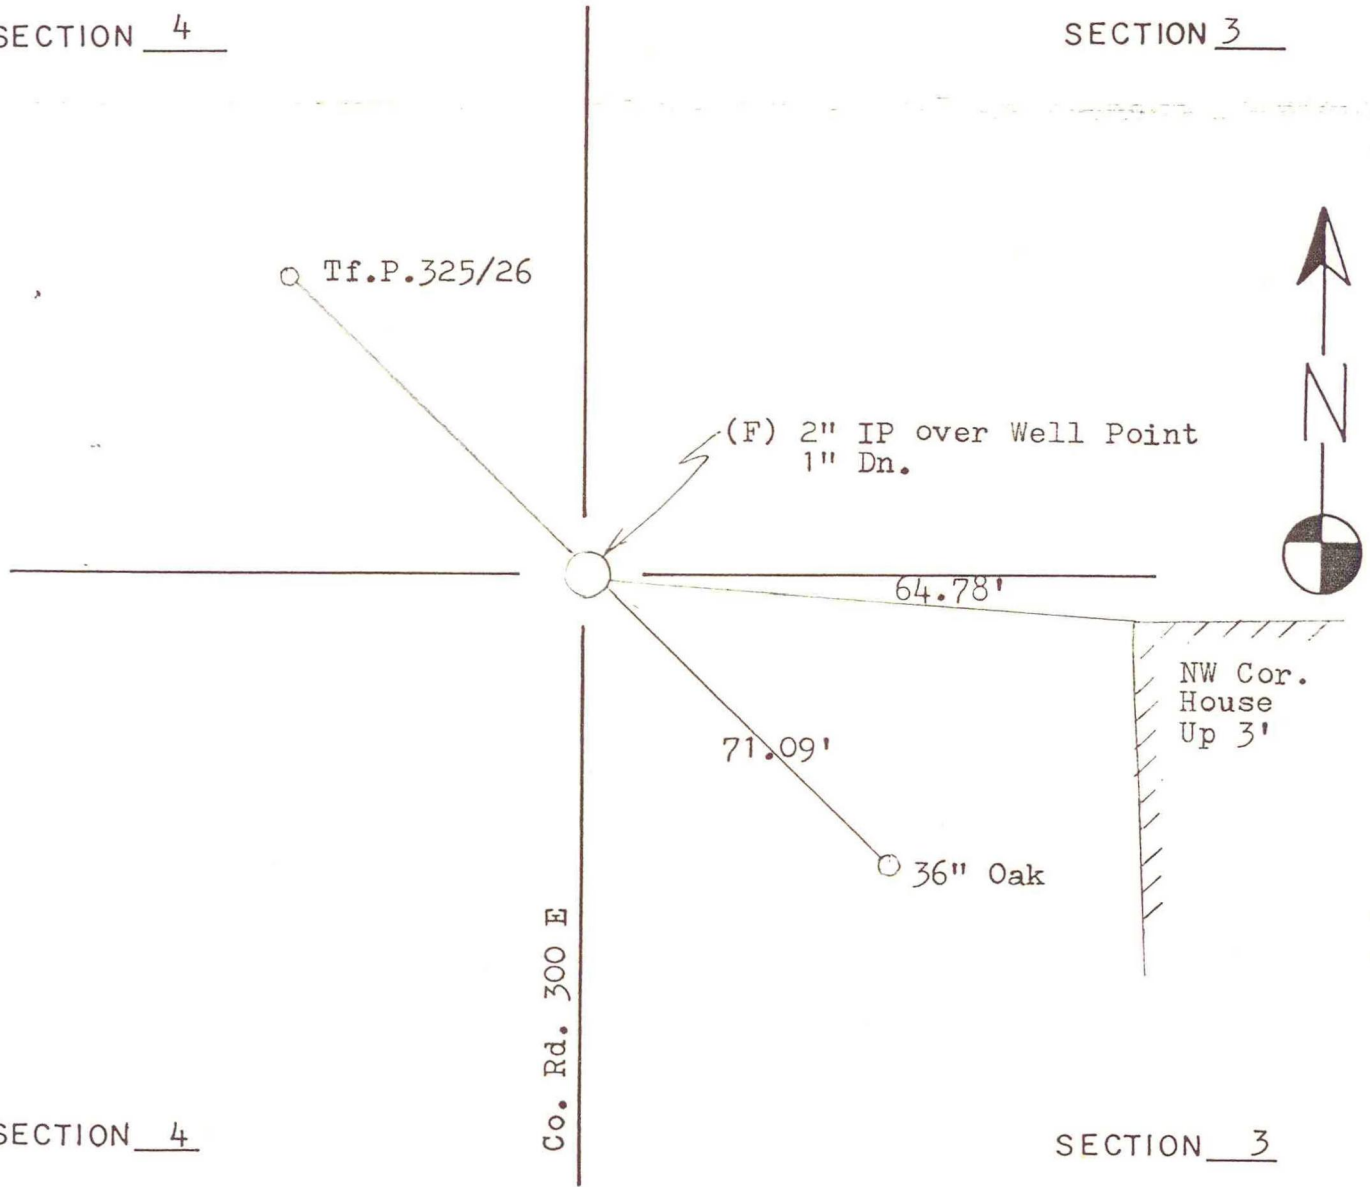 SECTION 4
SECTION 3
Tf.P.325/26
(F) 2" IP over Well Point
1" Dn.
N
64.78'
NW Cor.
House
Up 3'
71.09'
36" Oak
Co. Rd. 300 E
SECTION 4
SECTION 3